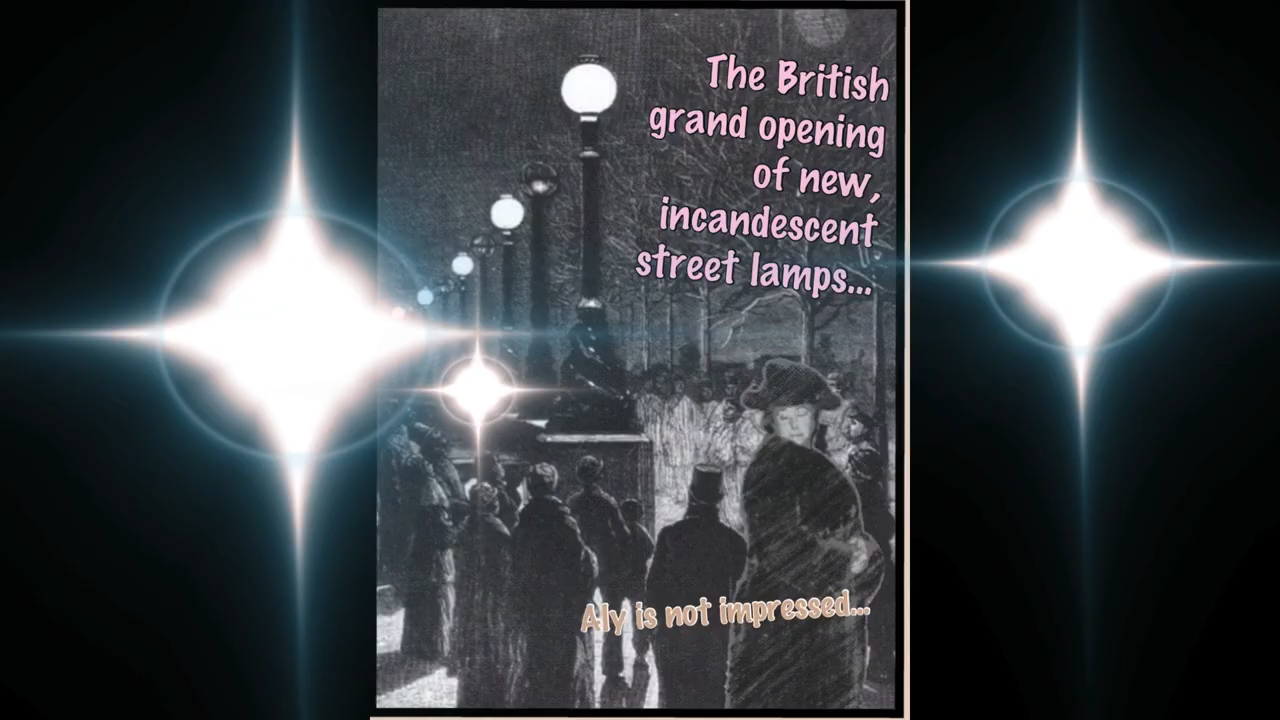 The British
grand opening
of new,
incandescent
street lamps...
Aly is not impressed...